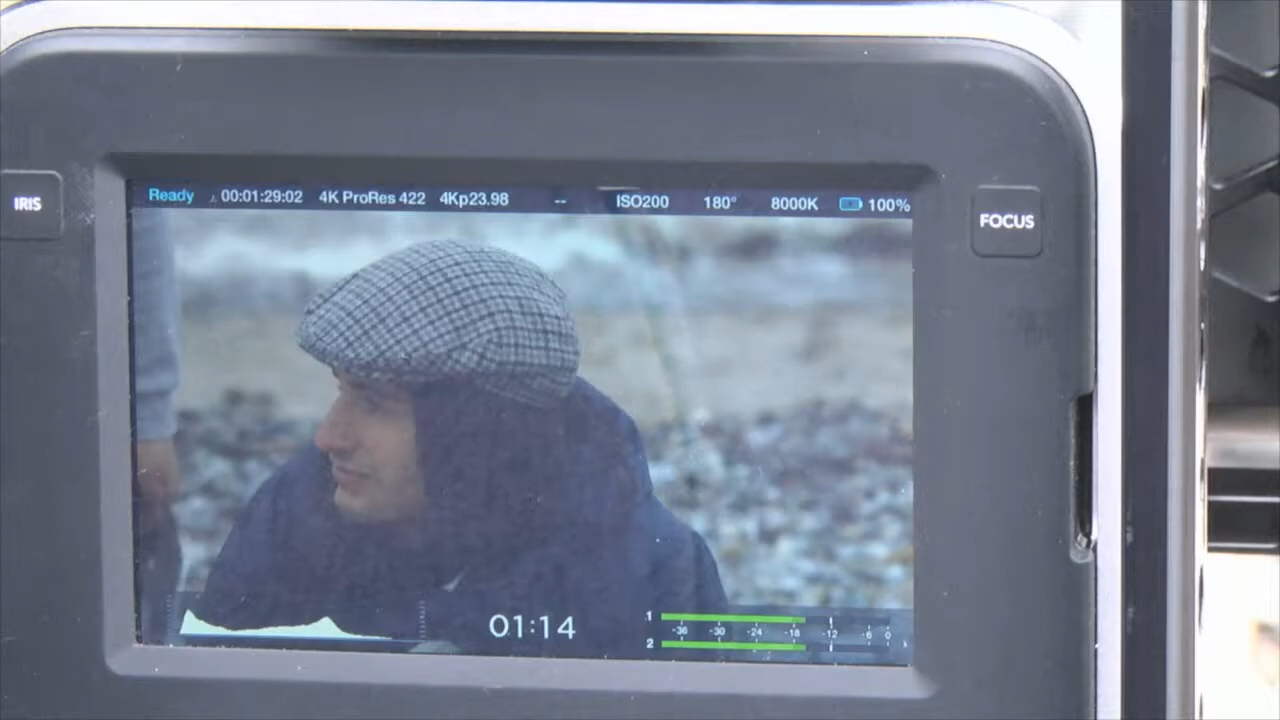 IRIS
FOCUS
Ready 00:01:29:02 4K ProRes 422 4Kp23.98 -- ISO200 180° 8000K 100%
01:14
1
-36 -30 -24 -18 -12 -6 0
2